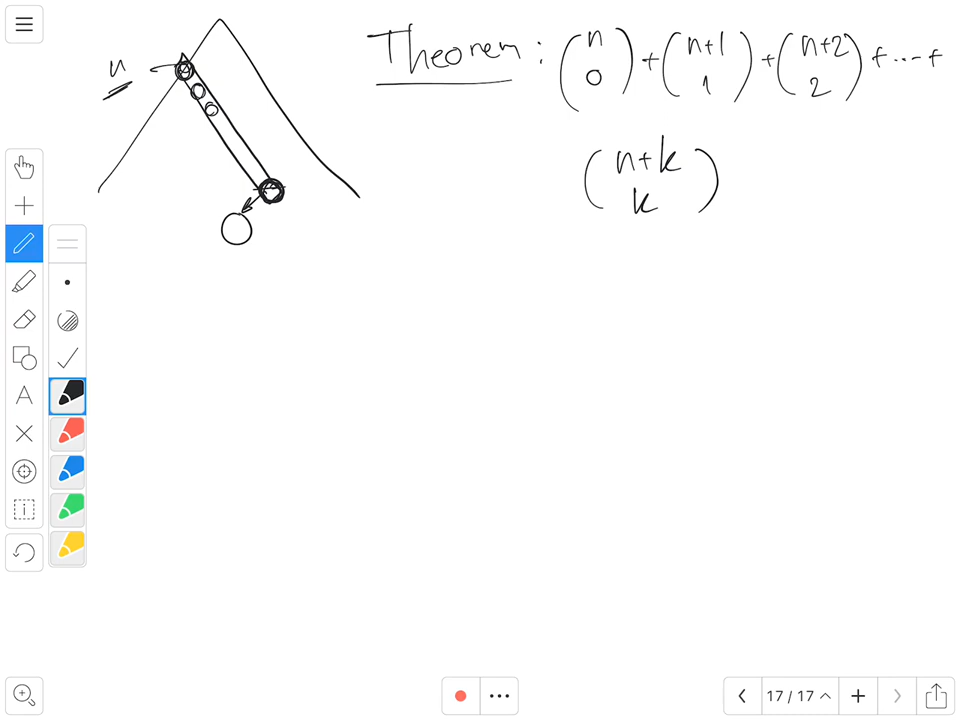 n
Theorem: (n 0) + (n+1 1) + (n+2 2) + ... +
(n+k k)
A
17 / 17